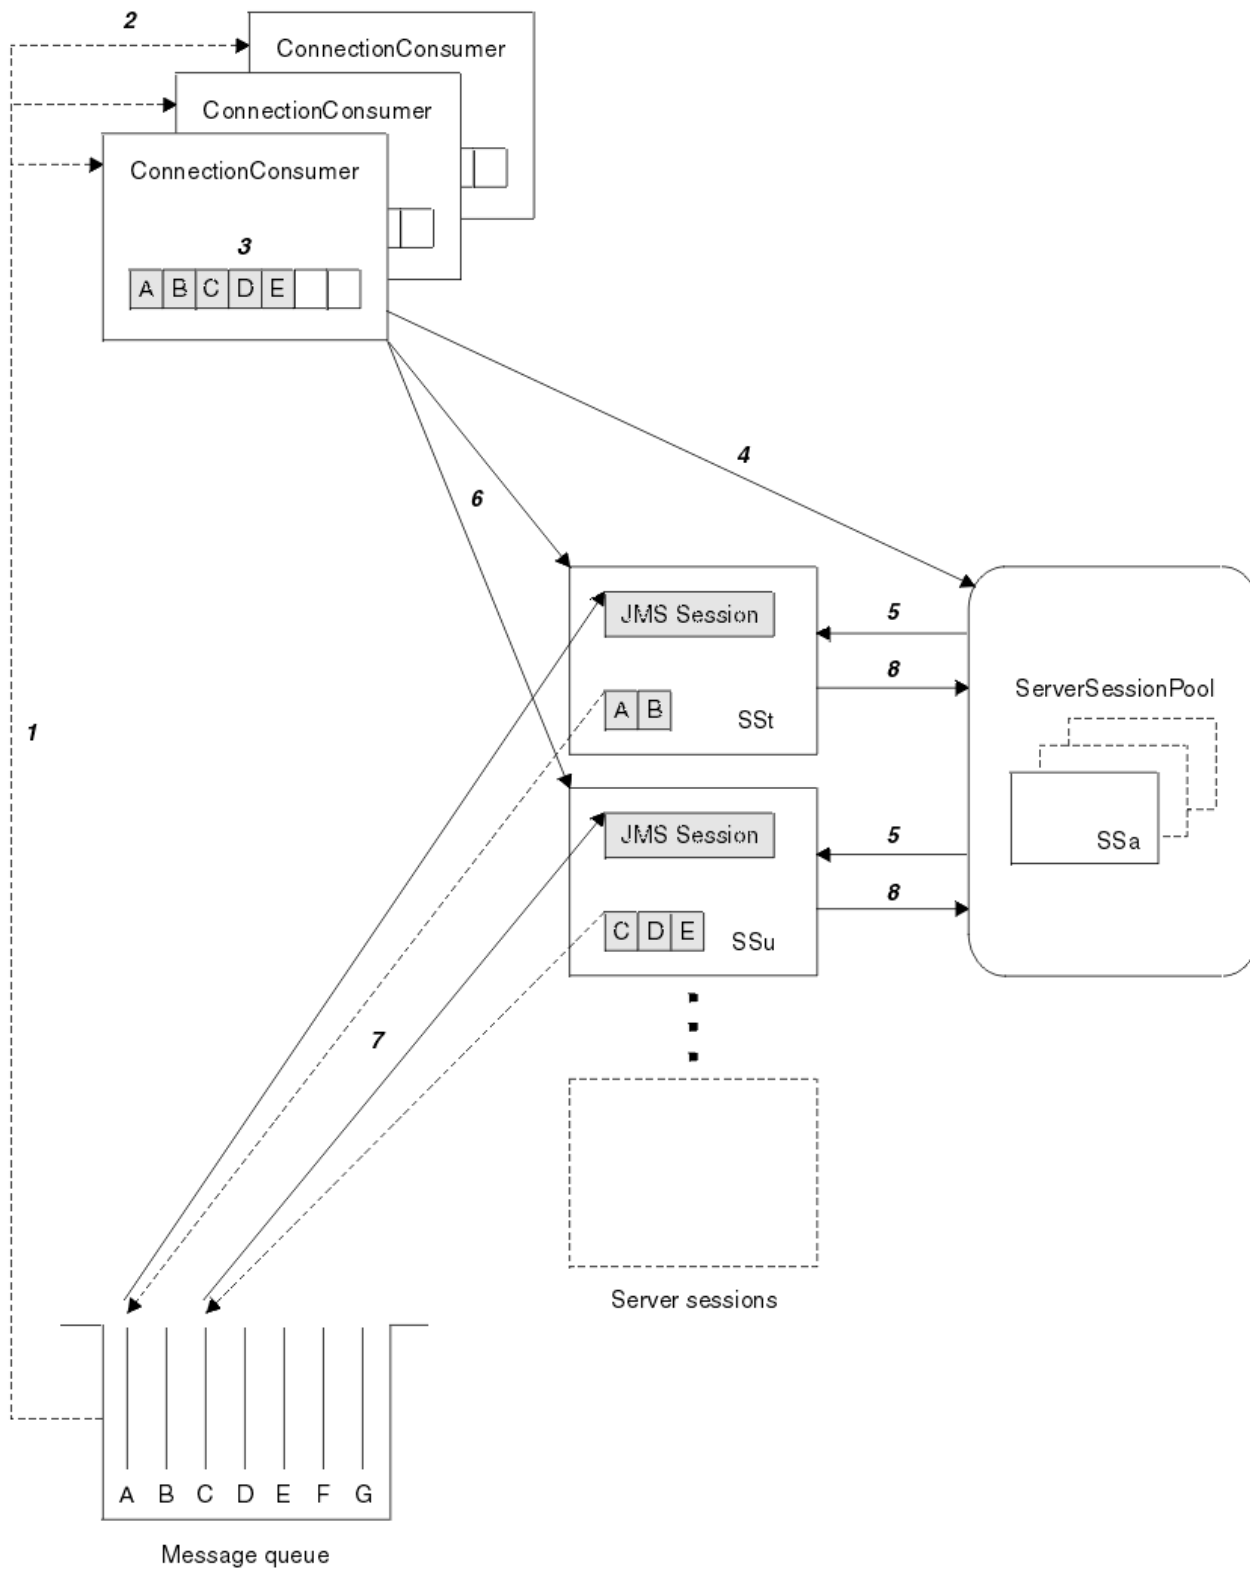 2
ConnectionConsumer
ConnectionConsumer
ConnectionConsumer
3
A B C D E
4
6
JMS Session
5
8
ServerSessionPool
A B
SSt
1
JMS Session
5
SSa
8
C D E
SSu
7
Server sessions
A B C D E F G
Message queue